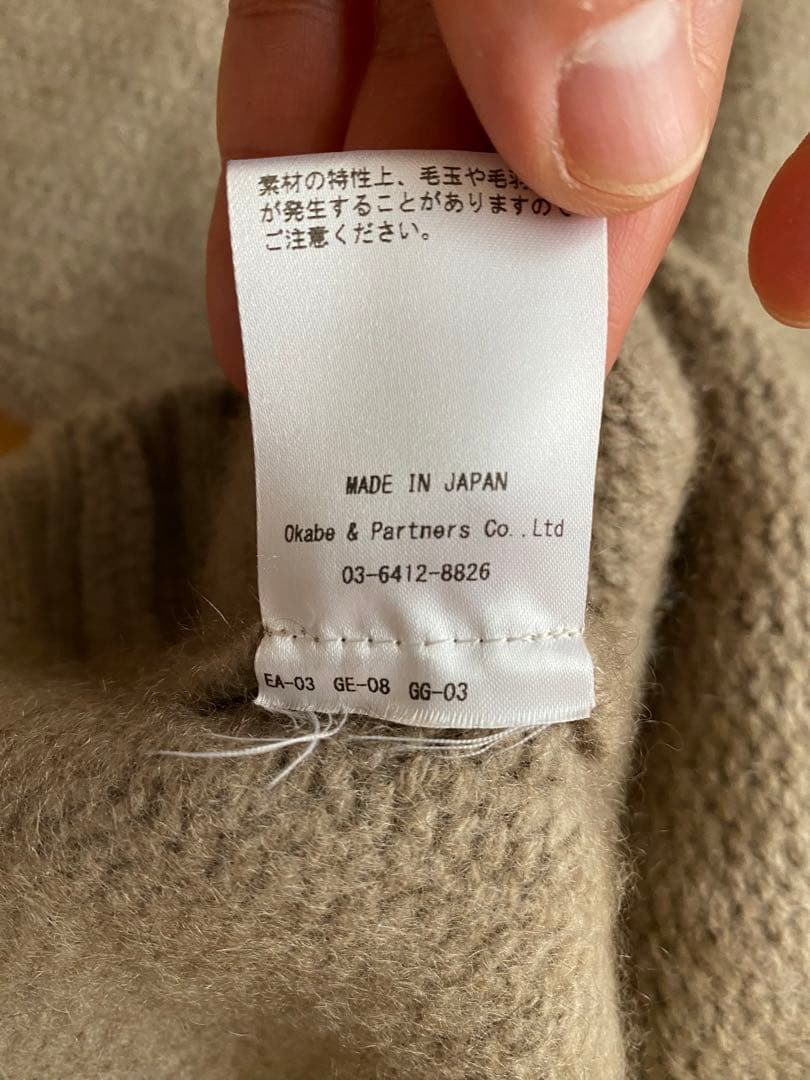 素材の特性上、毛玉や毛羽
が発生することがありますので
ご注意ください。
MADE IN JAPAN
Okabe & Partners Co.,Ltd
03-6412-8826
EA-03 GE-08 GG-03